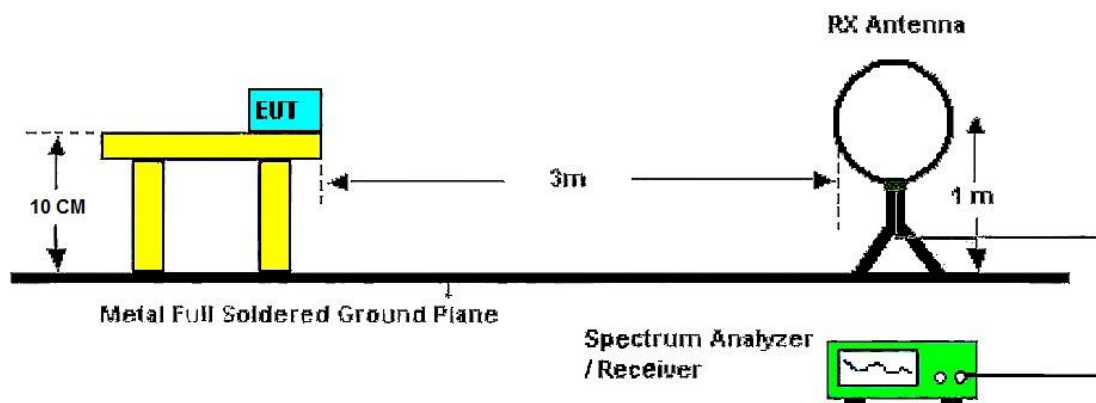 RX Antenna
EUT
3m
10 CM
1 m
Metal Full Soldered Ground Plane
Spectrum Analyzer
/ Receiver